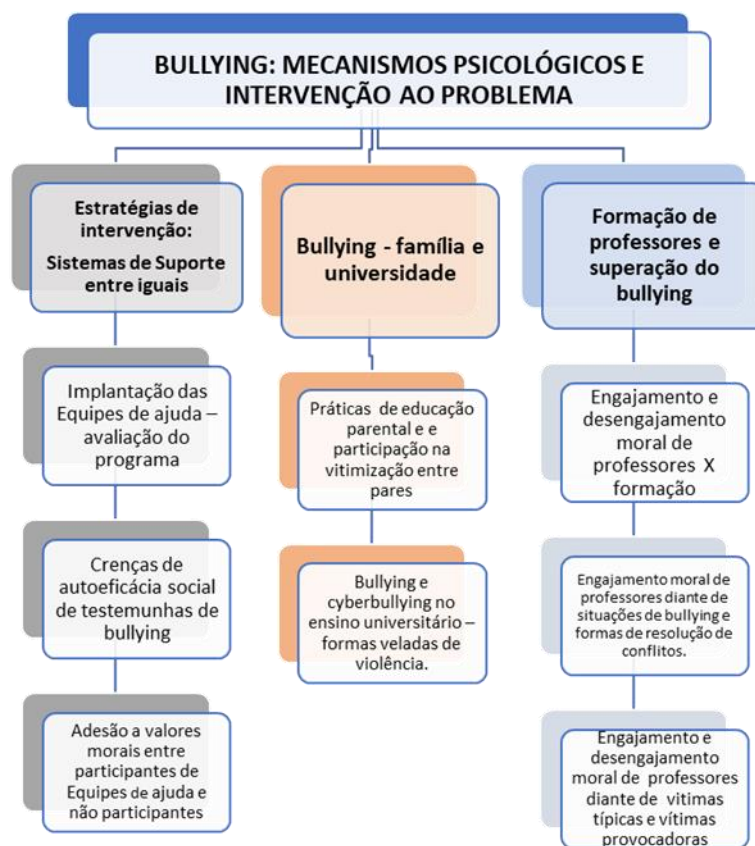 BULLYING: MECANISMOS PSICOLÓGICOS E
INTERVENÇÃO AO PROBLEMA
Estratégias de
intervenção:
Sistemas de Suporte
entre iguais
Implantação das
Equipes de ajuda –
avaliação do
programa
Crenças de
autoeficácia social
de testemunhas de
bullying
Adesão a valores
morais entre
participantes de
Equipes de ajuda e
não participantes
Bullying - família e
universidade
Práticas de educação
parental e e
participação na
vitimização entre
pares
Bullying e
cyberbullying no
ensino universitário –
formas veladas de
violência.
Formação de
professores e
superação do
bullying
Engajamento e
desengajamento
moral de
professores X
formação
Engajamento moral de
professores diante de
situações de bullying e
formas de resolução de
conflitos.
Engajamento e
desengajamento
moral de professores
diante de vitimas
típicas e vítimas
provocadoras